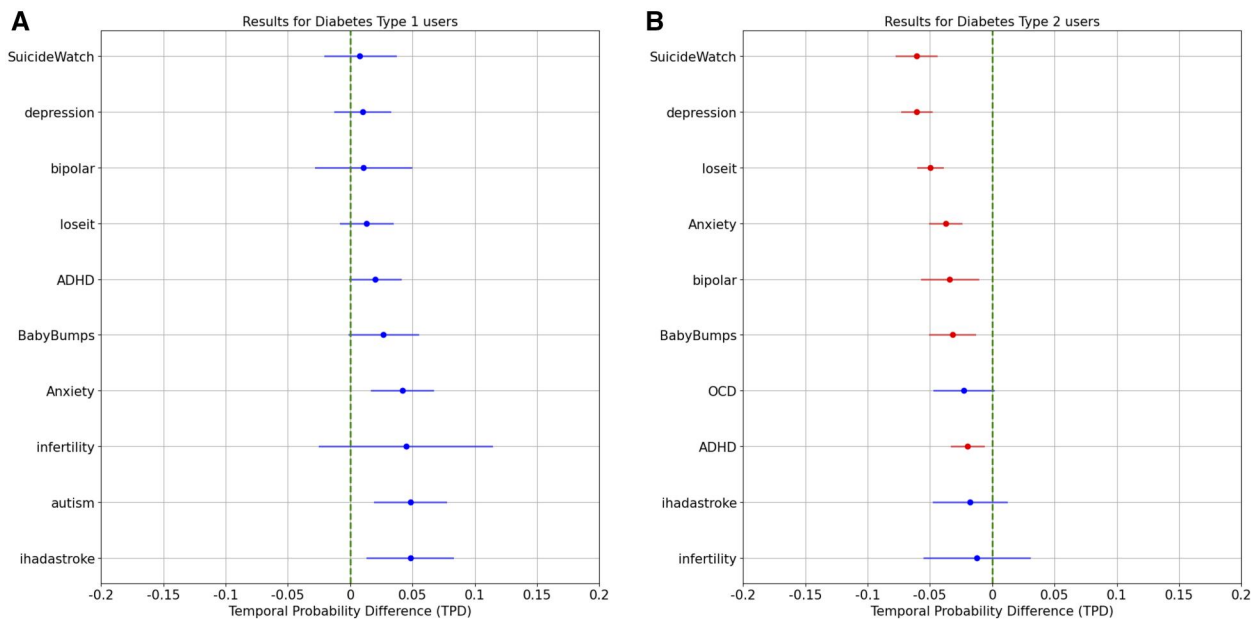 A
Results for Diabetes Type 1 users
SuicideWatch
depression
bipolar
loseit
ADHD
BabyBumps
Anxiety
infertility
autism
ihadastroke
-0.2 -0.15 -0.1 -0.05 0 0.05 0.1 0.15 0.2
Temporal Probability Difference (TPD)
B
Results for Diabetes Type 2 users
SuicideWatch
depression
loseit
Anxiety
bipolar
BabyBumps
OCD
ADHD
ihadastroke
infertility
-0.2 -0.15 -0.1 -0.05 0 0.05 0.1 0.15 0.2
Temporal Probability Difference (TPD)